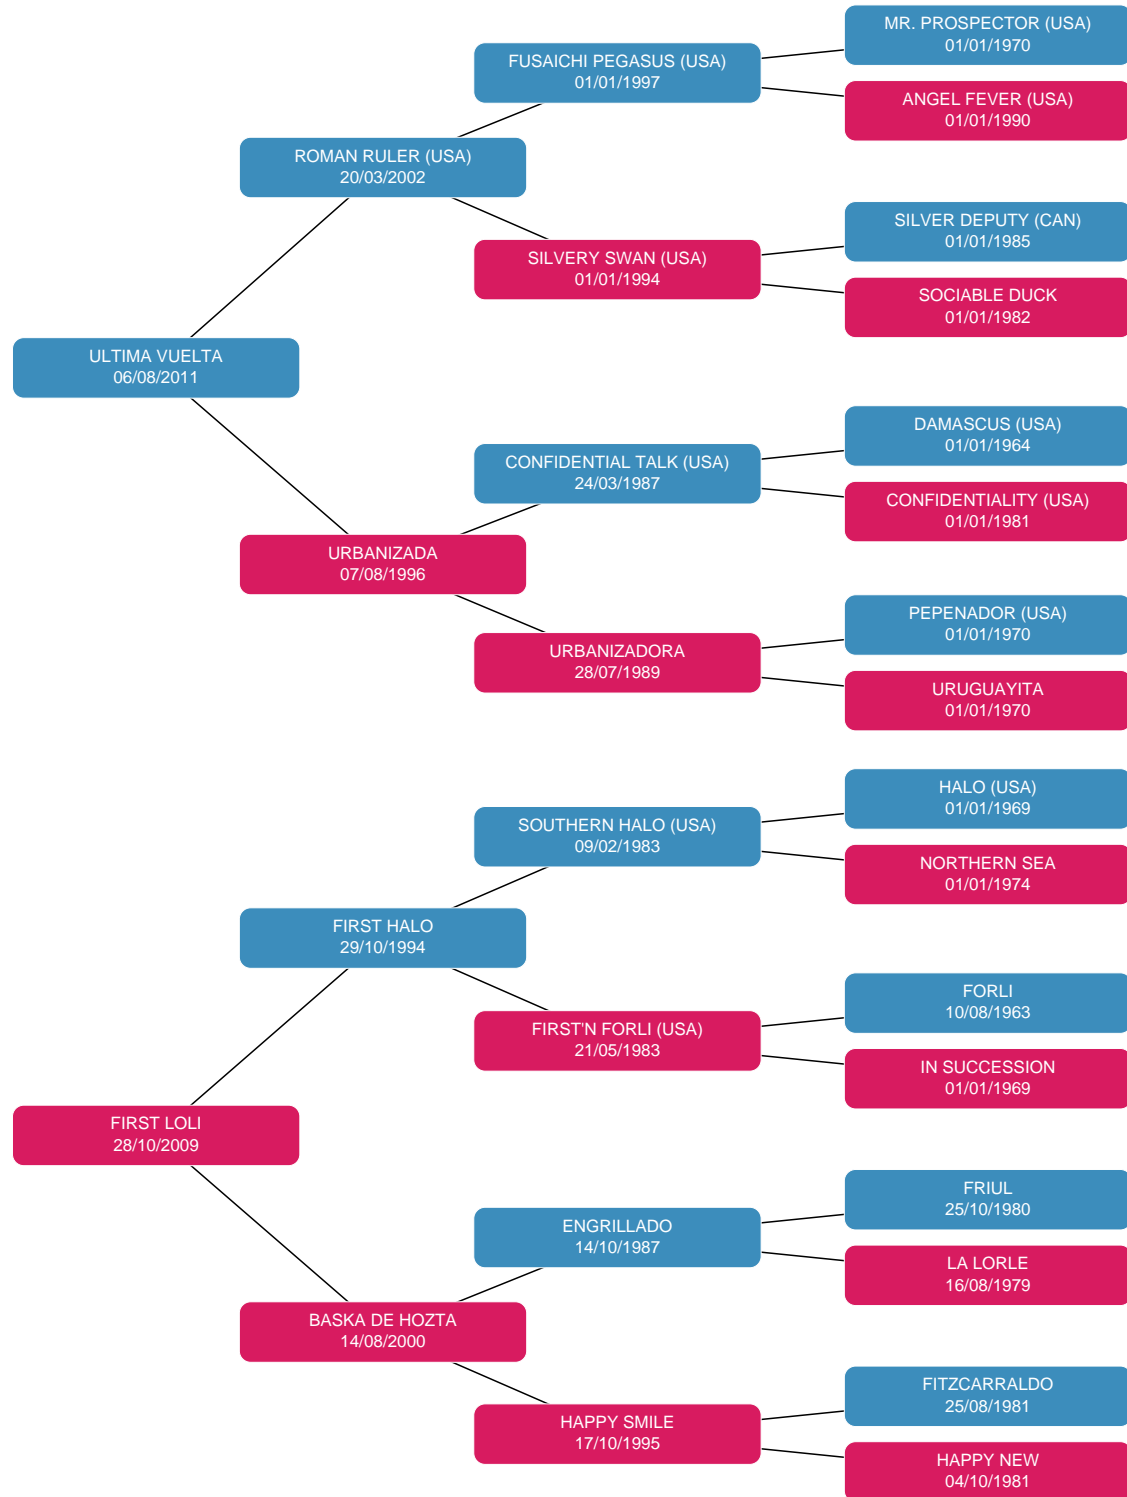 MR. PROSPECTOR (USA)
01/01/1970
FUSAICHI PEGASUS (USA)
01/01/1997
ANGEL FEVER (USA)
01/01/1990
ROMAN RULER (USA)
20/03/2002
SILVER DEPUTY (CAN)
01/01/1985
SILVERY SWAN (USA)
01/01/1994
SOCIABLE DUCK
01/01/1982
ULTIMA VUELTA
06/08/2011
DAMASCUS (USA)
01/01/1964
CONFIDENTIAL TALK (USA)
24/03/1987
CONFIDENTIALITY (USA)
01/01/1981
URBANIZADA
07/08/1996
PEPENADOR (USA)
01/01/1970
URBANIZADORA
28/07/1989
URUGUAYITA
01/01/1970
HALO (USA)
01/01/1969
SOUTHERN HALO (USA)
09/02/1983
NORTHERN SEA
01/01/1974
FIRST HALO
29/10/1994
FORLI
10/08/1963
FIRST'N FORLI (USA)
21/05/1983
IN SUCCESSION
01/01/1969
FIRST LOLI
28/10/2009
FRIUL
25/10/1980
ENGRILLADO
14/10/1987
LA LORLE
16/08/1979
BASKA DE HOZTA
14/08/2000
FITZCARRALDO
25/08/1981
HAPPY SMILE
17/10/1995
HAPPY NEW
04/10/1981